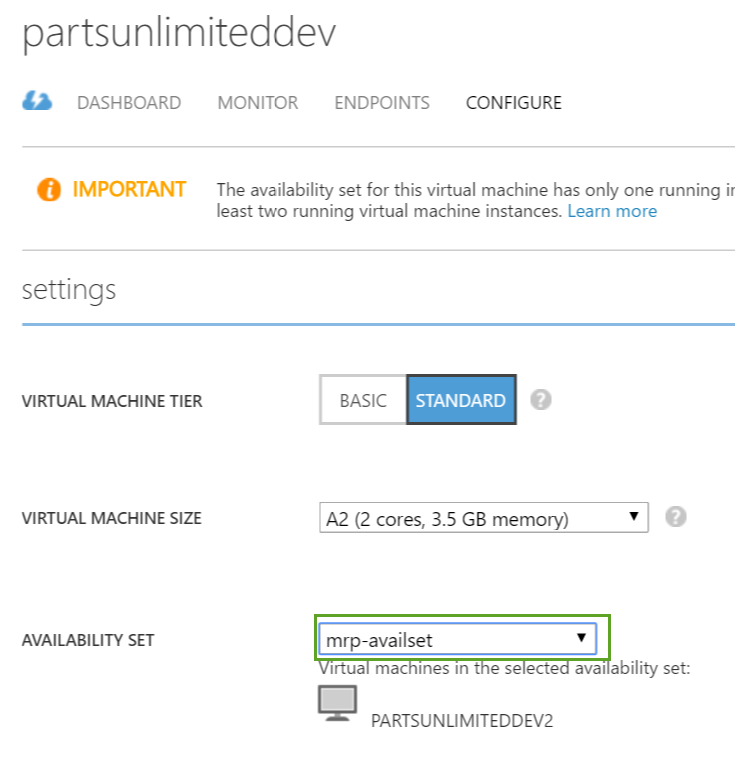 partsunlimiteddev
DASHBOARD MONITOR ENDPOINTS CONFIGURE
IMPORTANT The availability set for this virtual machine has only one running
least two running virtual machine instances. Learn more
settings
VIRTUAL MACHINE TIER BASIC STANDARD ?
VIRTUAL MACHINE SIZE A2 (2 cores, 3.5 GB memory) ?
AVAILABILITY SET mrp-availset
Virtual machines in the selected availability set:
PARTSUNLIMITEDDEV2